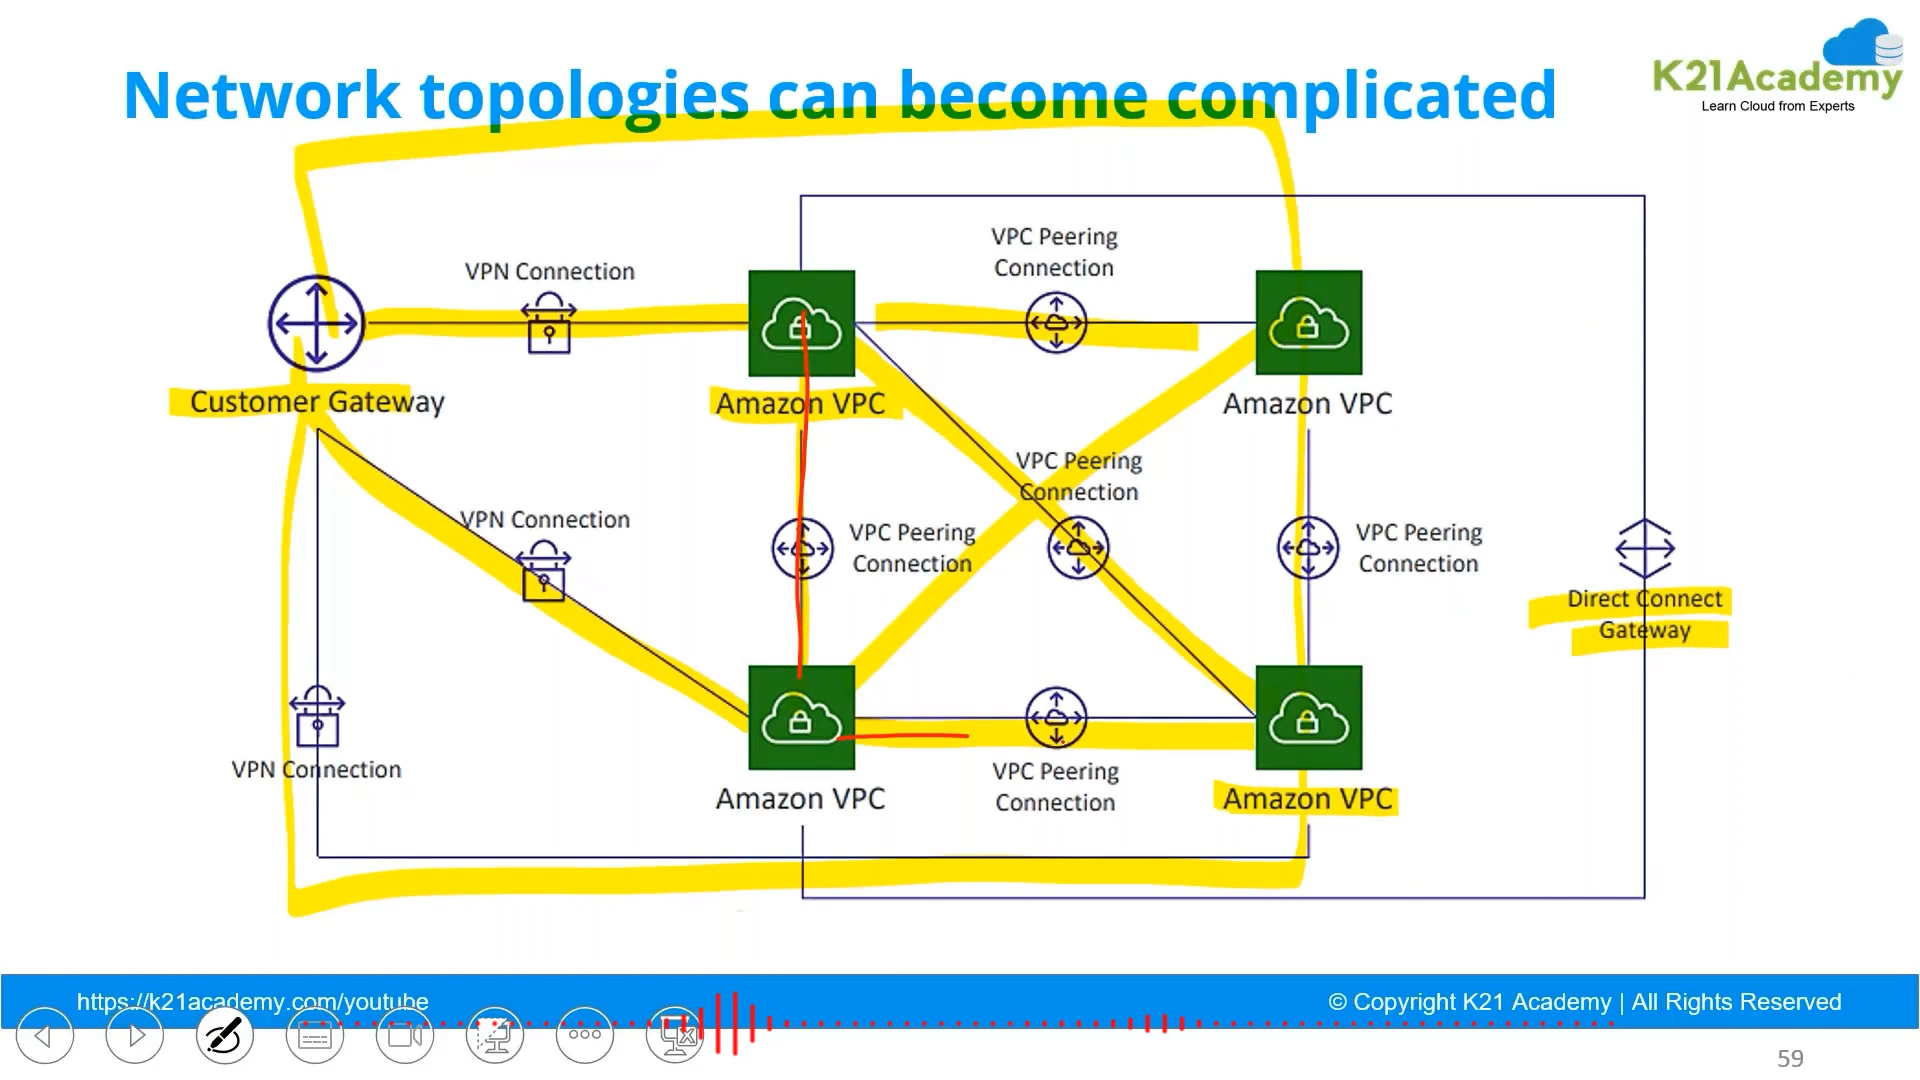 Network topologies can become complicated
K21Academy
Learn Cloud from Experts
VPC Peering
Connection
VPN Connection
Customer Gateway
Amazon VPC
Amazon VPC
VPC Peering
Connection
VPN Connection
VPC Peering
Connection
VPC Peering
Connection
Direct Connect
Gateway
VPN Connection
VPC Peering
Connection
Amazon VPC
Amazon VPC
https://k21academy.com/youtube
© Copyright K21 Academy | All Rights Reserved
59